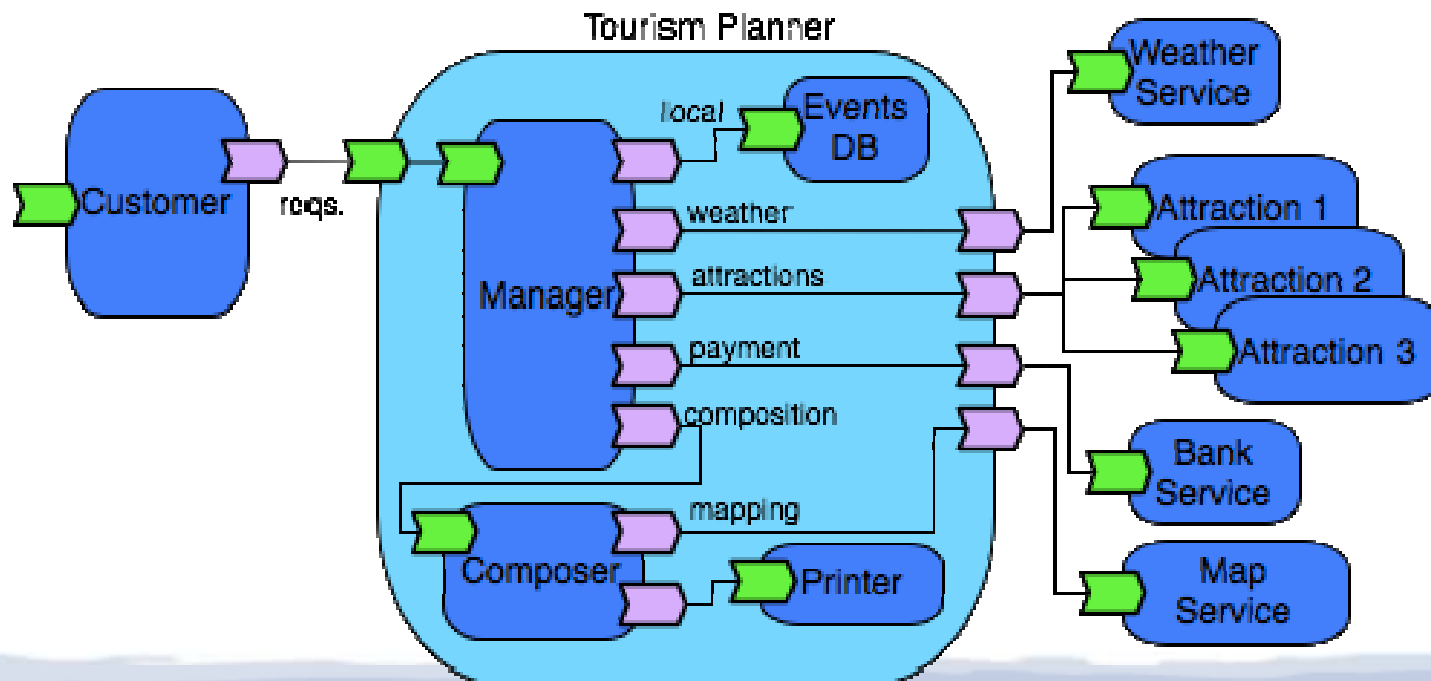 Tourism Planner
Weather
Service
local
Events
DB
Customer
reqs.
weather
Attraction 1
attractions
Attraction 2
Manager
payment
Attraction 3
composition
Bank
Service
mapping
Composer
Printer
Map
Service